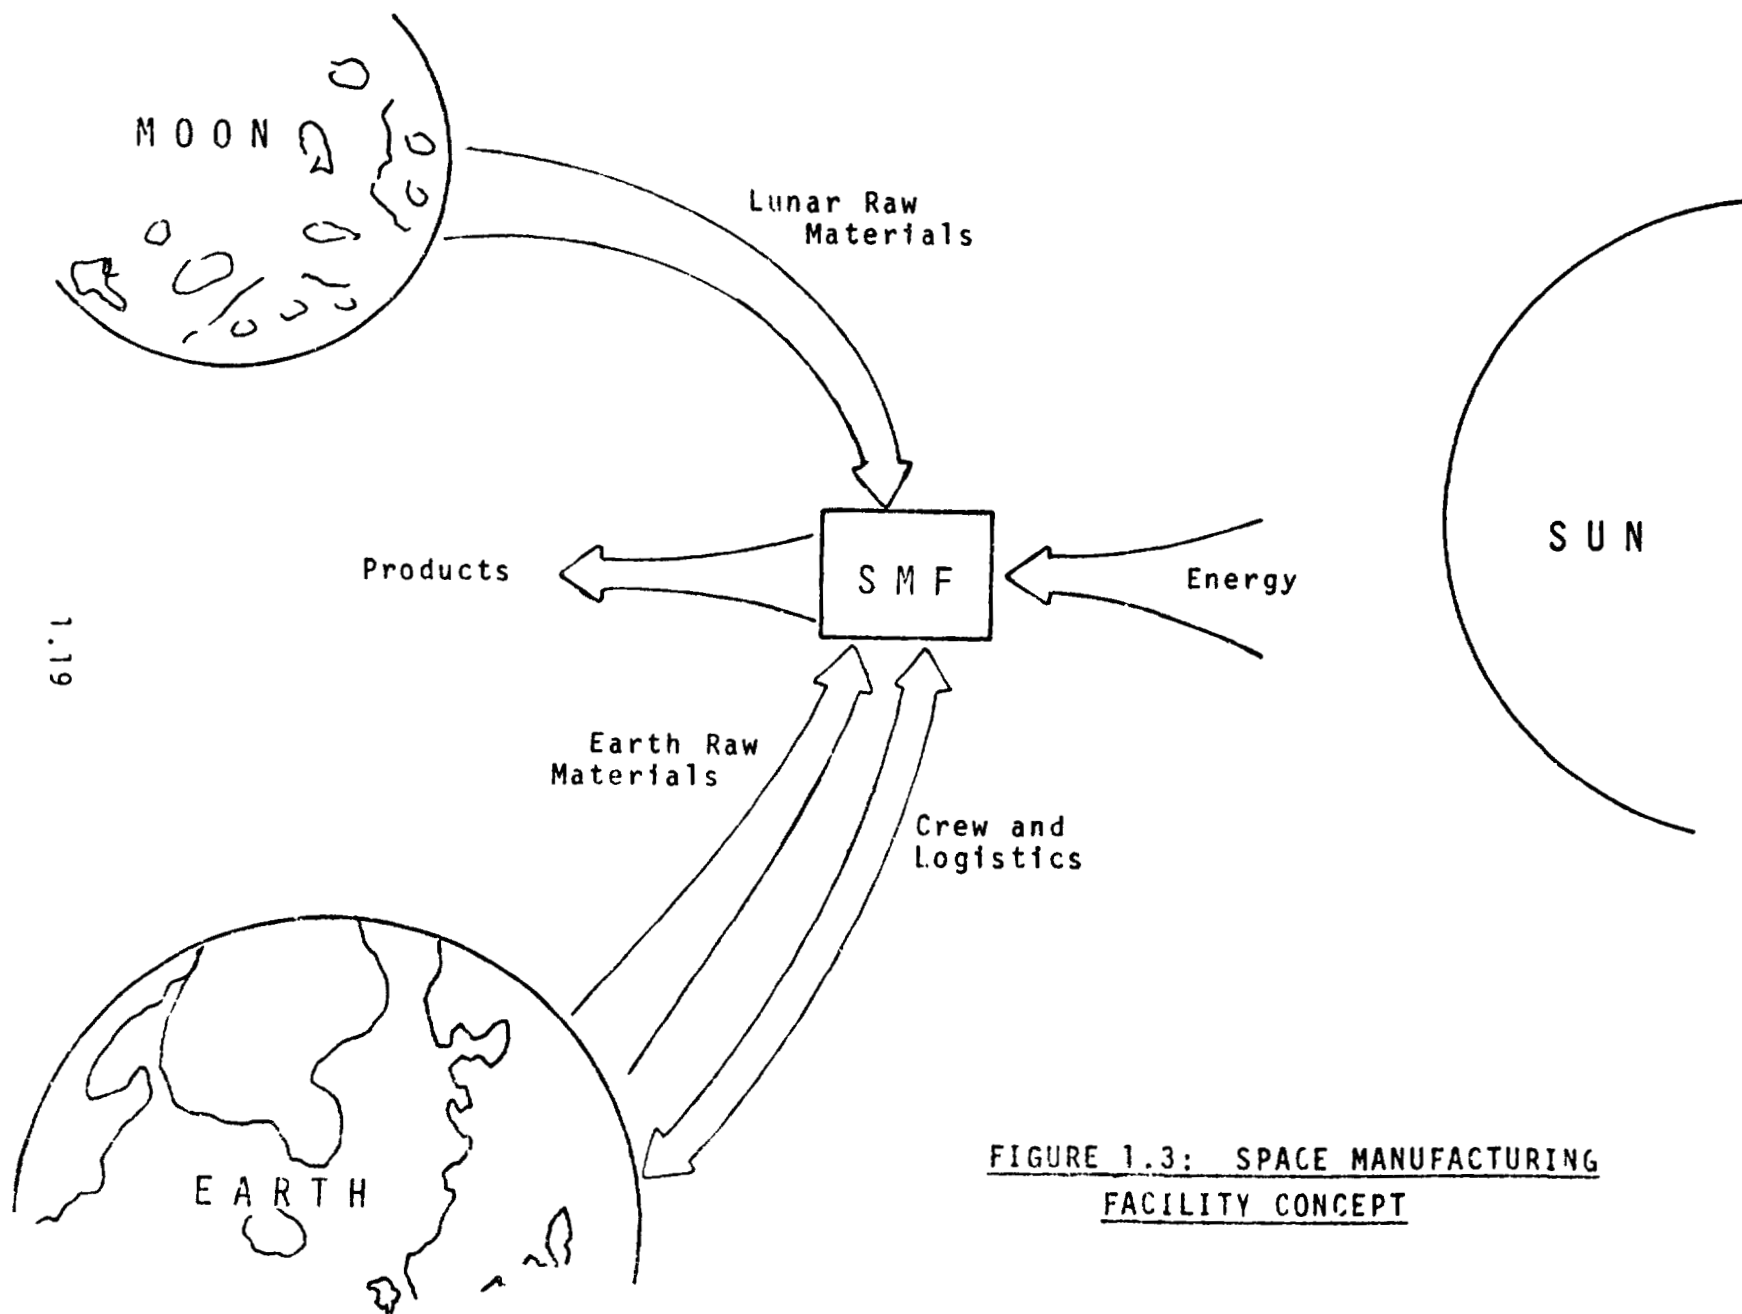 MOON
Lunar Raw
Materials
SUN
Products
SMF
Energy
1.19
Earth Raw
Materials
Crew and
Logistics
EARTH
FIGURE 1.3: SPACE MANUFACTURING
FACILITY CONCEPT